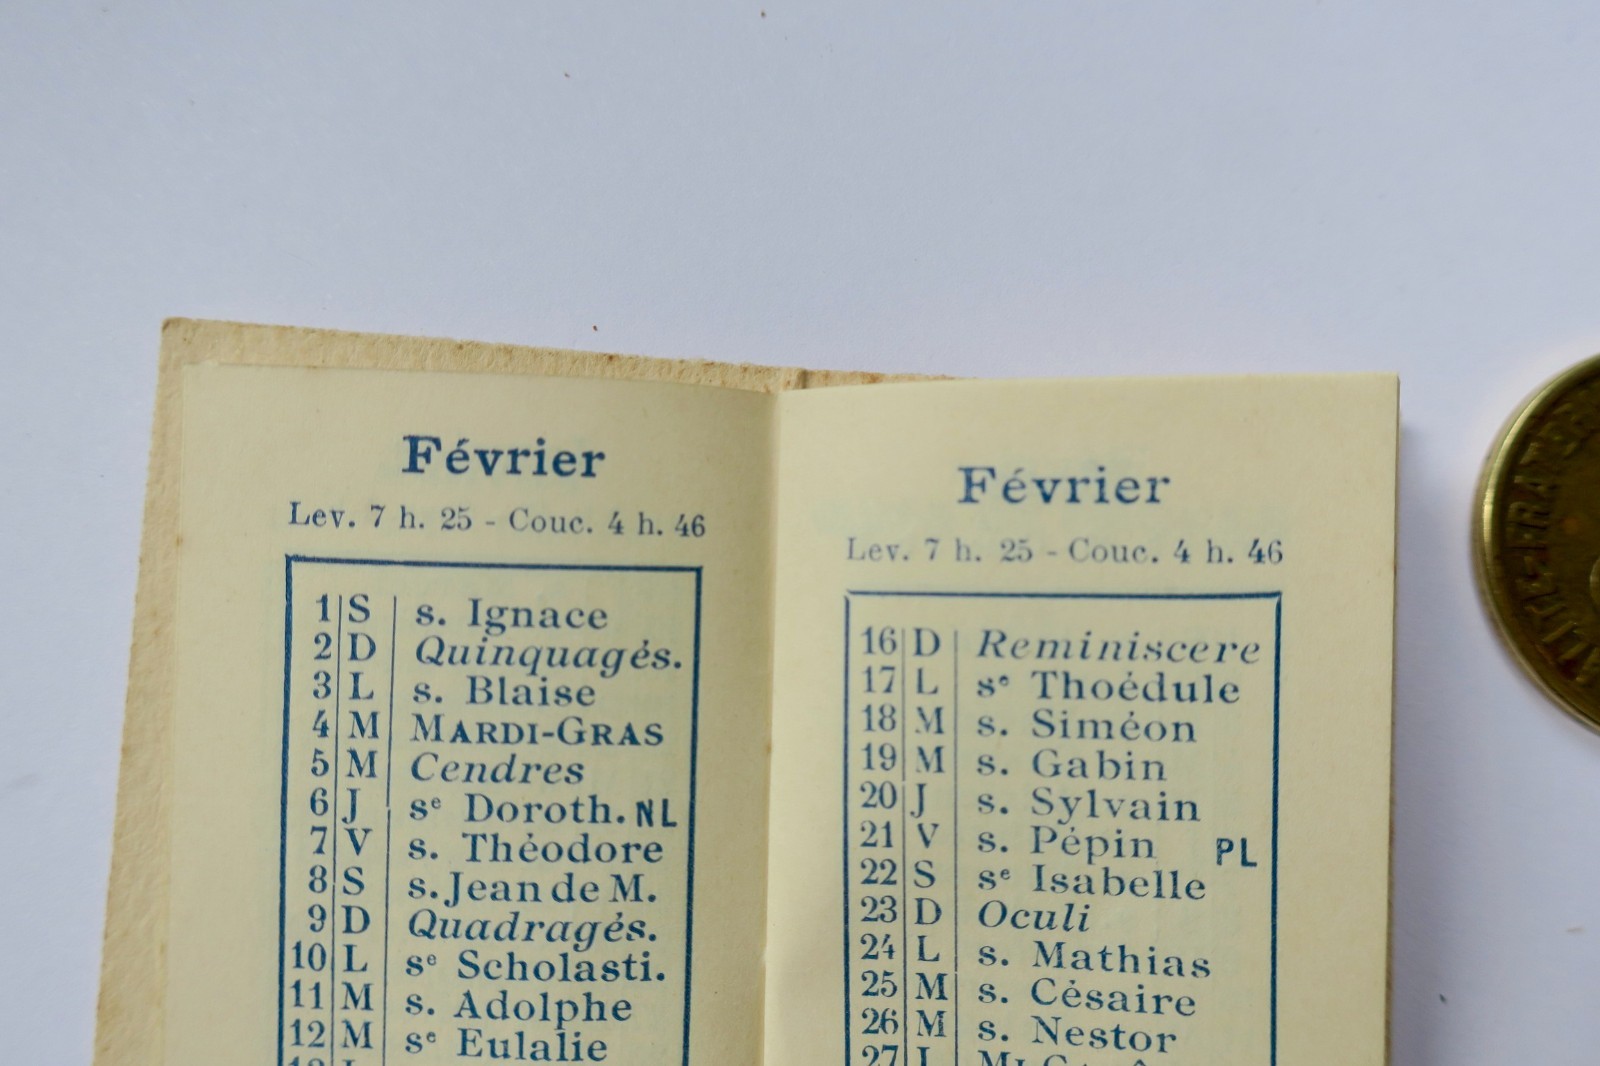 Février
Lev. 7 h. 25 - Couc. 4 h. 46
1 S s. Ignace
2 D Quinquagés.
3 L s. Blaise
4 M MARDI-GRAS
5 M Cendres
6 J sᵉ Doroth. NL
7 V s. Théodore
8 S s. Jean de M.
9 D Quadragés.
10 L sᵉ Scholasti.
11 M s. Adolphe
12 M sᵉ Eulalie
Février
Lev. 7 h. 25 - Couc. 4 h. 46
16 D Reminiscere
17 L sᵉ Thoédule
18 M s. Siméon
19 M s. Gabin
20 J s. Sylvain
21 V s. Pépin PL
22 S sᵉ Isabelle
23 D Oculi
24 L s. Mathias
25 M s. Césaire
26 M s. Nestor
27